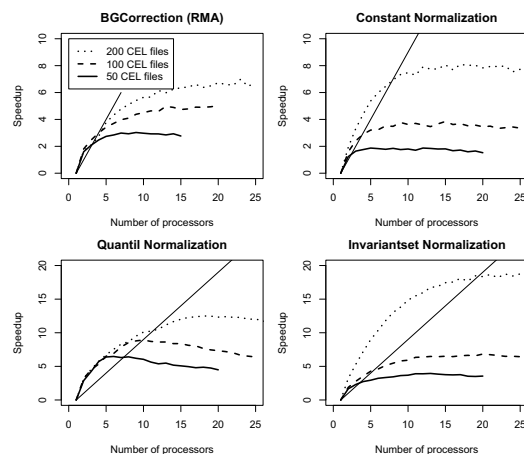 BGCorrection (RMA)
Speedup
0 2 4 6 8 10
200 CEL files
100 CEL files
50 CEL files
0 5 10 15 20 25
Number of processors
Constant Normalization
Speedup
0 2 4 6 8 10
0 5 10 15 20 25
Number of processors
Quantil Normalization
Speedup
0 5 10 15 20
0 5 10 15 20 25
Number of processors
Invariantset Normalization
Speedup
0 5 10 15 20
0 5 10 15 20 25
Number of processors